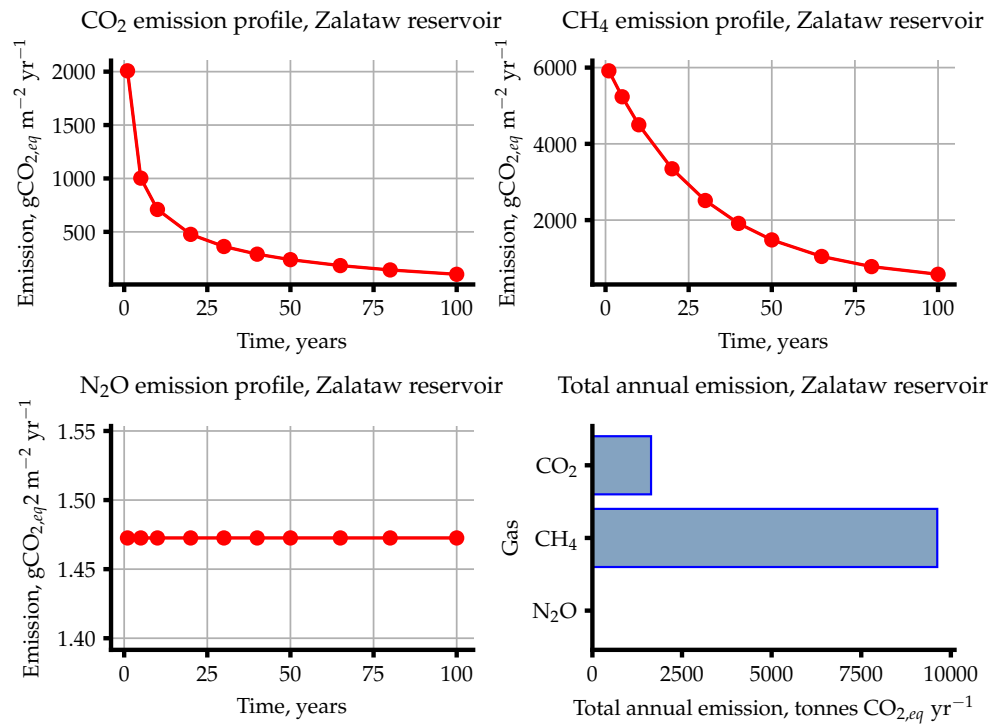 CO₂ emission profile, Zalataw reservoir
Emission, gCO₂,eq m⁻² yr⁻¹
2000
1500
1000
500
0 25 50 75 100
Time, years
CH₄ emission profile, Zalataw reservoir
Emission, gCO₂,eq m⁻² yr⁻¹
6000
4000
2000
0 25 50 75 100
Time, years
N₂O emission profile, Zalataw reservoir
Emission, gCO₂,eq2 m⁻² yr⁻¹
1.55
1.50
1.45
1.40
0 25 50 75 100
Time, years
Total annual emission, Zalataw reservoir
Gas
CO₂
CH₄
N₂O
0 2500 5000 7500 10000
Total annual emission, tonnes CO₂,eq yr⁻¹